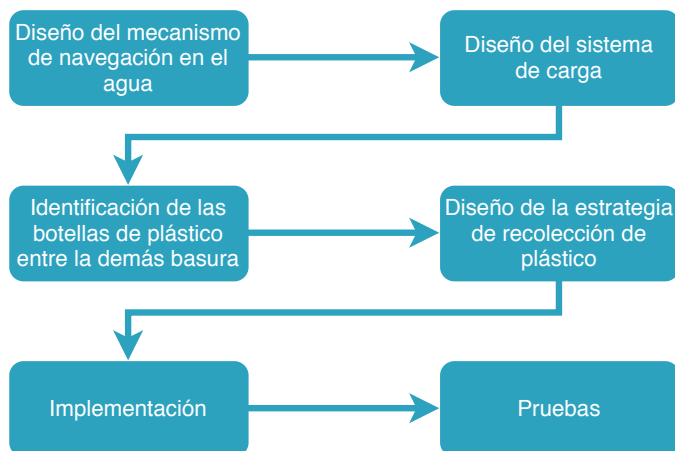 Diseño del mecanismo
de navegación en el
agua
Diseño del sistema
de carga
Identificación de las
botellas de plástico
entre la demás basura
Diseño de la estrategia
de recolección de
plástico
Implementación
Pruebas